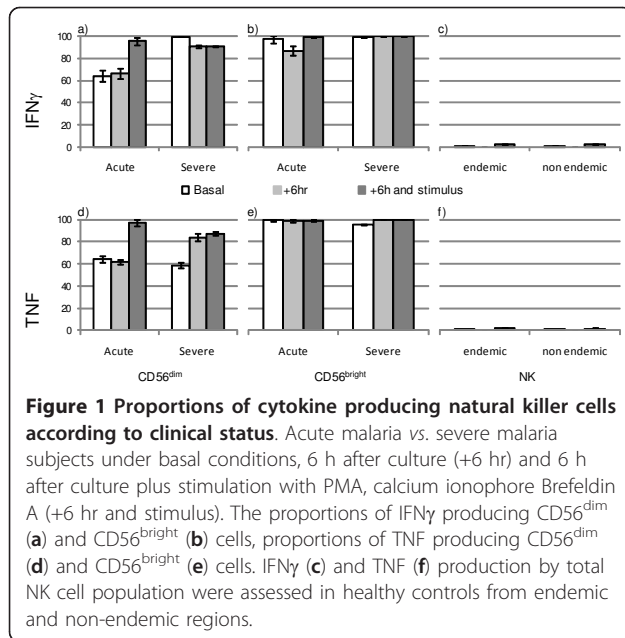 a) b) c)
100
80
60
40
20
0
IFNγ
Acute Severe Acute Severe endemic non endemic
Basal +6hr +6h and stimulus
d) e) f)
100
80
60
40
20
0
TNF
Acute Severe Acute Severe endemic non endemic
CD56dim CD56bright NK
Figure 1 Proportions of cytokine producing natural killer cells
according to clinical status. Acute malaria vs. severe malaria
subjects under basal conditions, 6 h after culture (+6 hr) and 6 h
after culture plus stimulation with PMA, calcium ionophore Brefeldin
A (+6 hr and stimulus). The proportions of IFNγ producing CD56dim
(a) and CD56bright (b) cells, proportions of TNF producing CD56dim
(d) and CD56bright (e) cells. IFNγ (c) and TNF (f) production by total
NK cell population were assessed in healthy controls from endemic
and non-endemic regions.